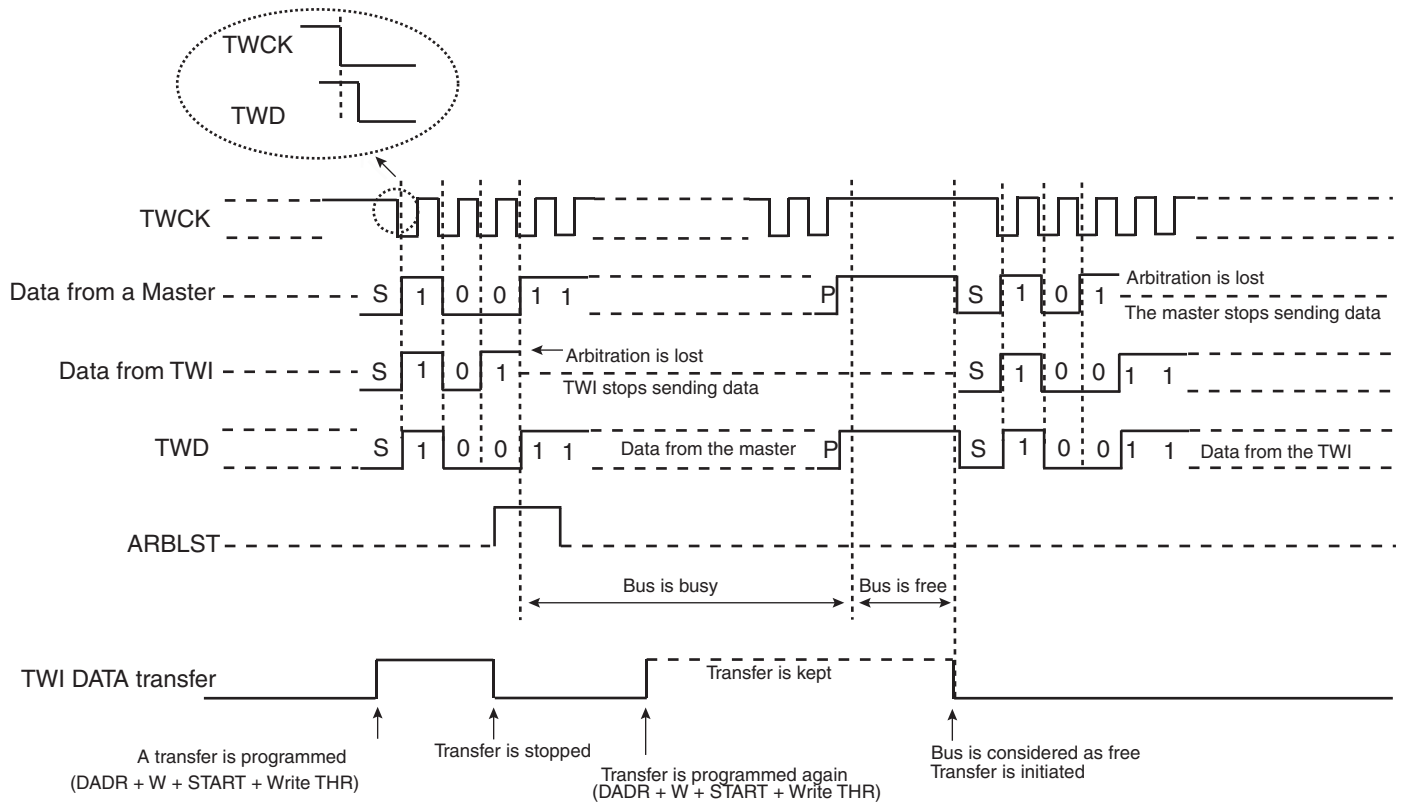 TWCK
TWD
TWCK
Data from a Master S 1 0 0 1 1 P S 1 0 1 Arbitration is lost
The master stops sending data
Data from TWI S 1 0 1 Arbitration is lost S 1 0 0 1 1
TWI stops sending data
TWD S 1 0 0 1 1 Data from the master P S 1 0 0 1 1 Data from the TWI
ARBLST
Bus is busy Bus is free
TWI DATA transfer Transfer is kept
A transfer is programmed
(DADR + W + START + Write THR)
Transfer is stopped
Transfer is programmed again
(DADR + W + START + Write THR)
Bus is considered as free
Transfer is initiated